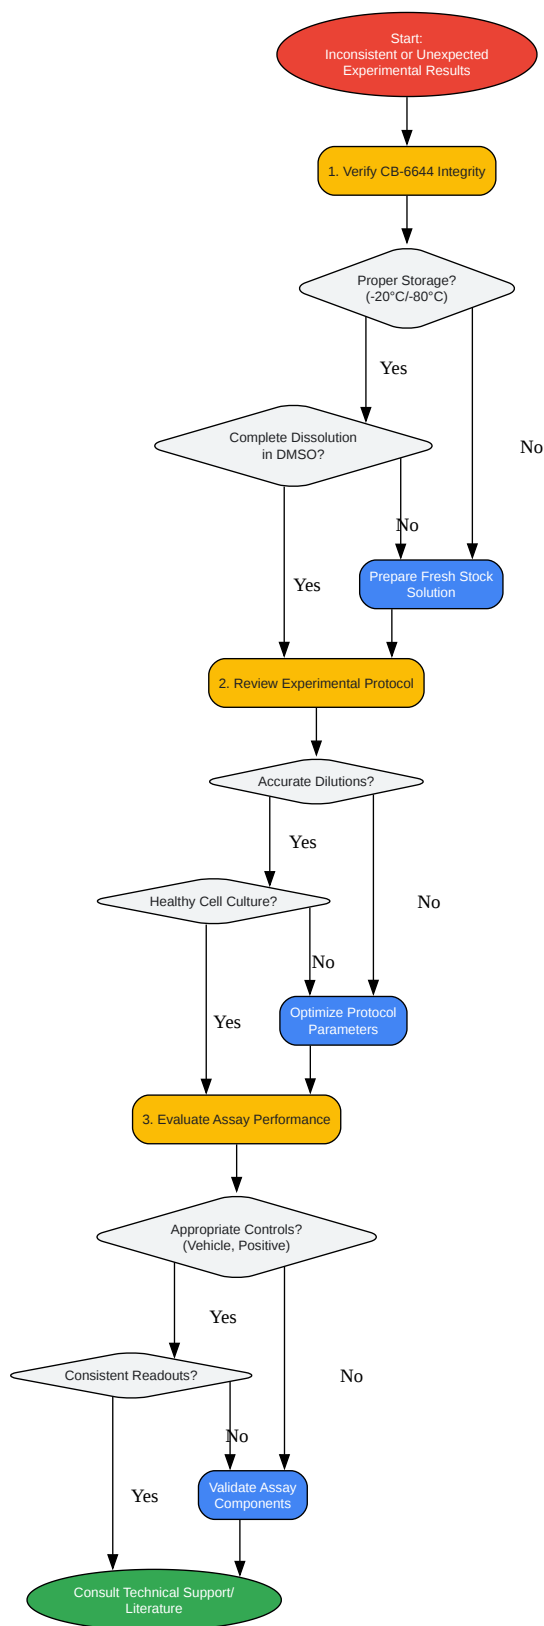 Start:
Inconsistent or Unexpected
Experimental Results
1. Verify CB-6644 Integrity
Proper Storage?
(-20°C/-80°C)
Yes
Complete Dissolution
in DMSO?
No
No
Prepare Fresh Stock
Solution
Yes
2. Review Experimental Protocol
Accurate Dilutions?
Yes
Healthy Cell Culture?
No
No
Optimize Protocol
Parameters
Yes
3. Evaluate Assay Performance
Appropriate Controls?
(Vehicle, Positive)
Yes
Consistent Readouts?
No
No
Validate Assay
Components
Yes
Consult Technical Support/
Literature